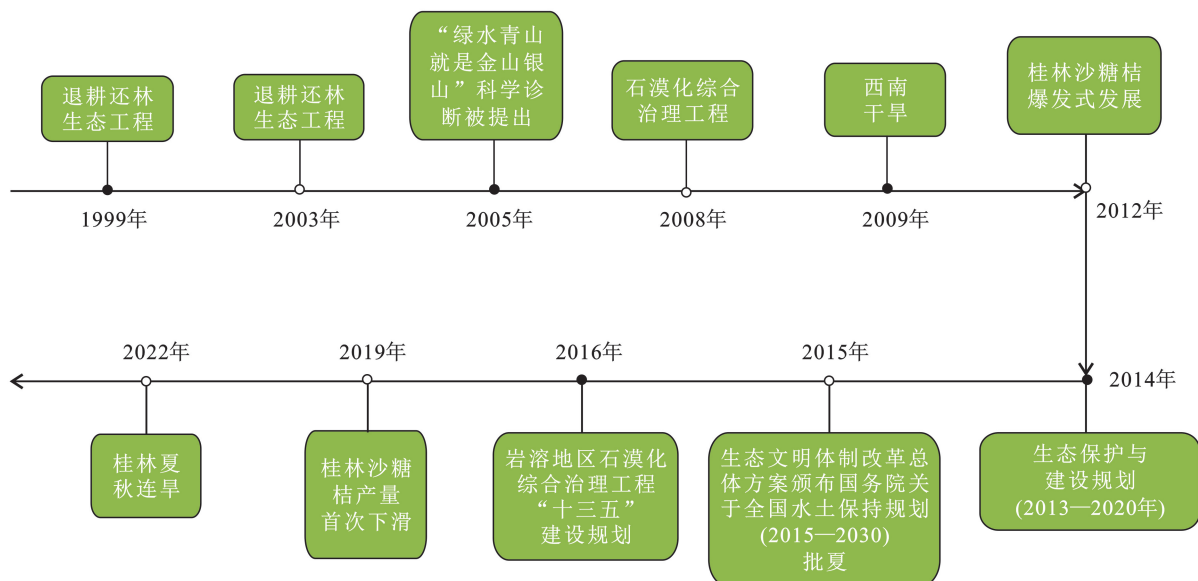 退耕还林
生态工程
退耕还林
生态工程
“绿水青山
就是金山银
山”科学诊
断被提出
石漠化综合
治理工程
西南
干旱
桂林沙糖桔
爆发式发展
1999年
2003年
2005年
2008年
2009年
2012年
2022年
2019年
2016年
2015年
2014年
桂林夏
秋连旱
桂林沙糖
桔产量
首次下滑
岩溶地区石漠化
综合治理工程
“十三五”
建设规划
生态文明体制改革总
体方案颁布国务院关
于全国水土保持规划
(2015—2030)
批夏
生态保护与
建设规划
(2013—2020年)